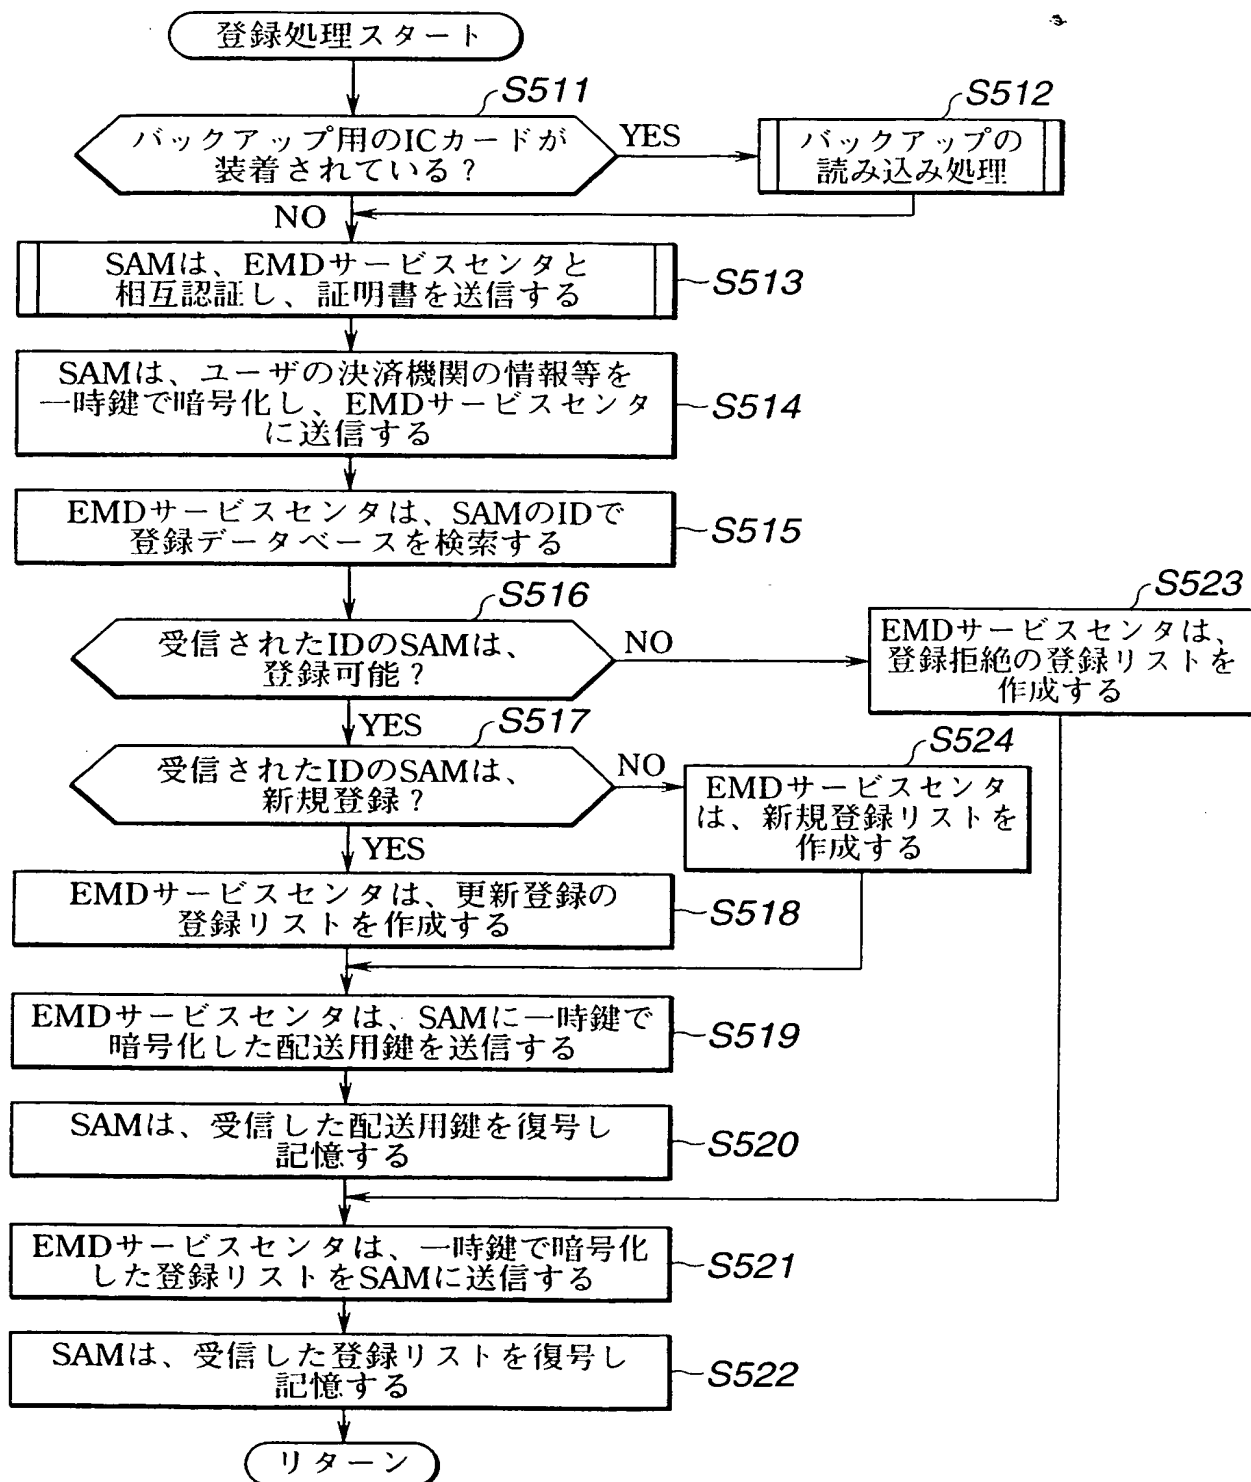 登録処理スタート
S511
バックアップ用のICカードが
装着されている?
YES
S512
バックアップの
読み込み処理
NO
SAMは、EMDサービスセンタと
相互認証し、証明書を送信する
S513
SAMは、ユーザの決済機関の情報等を
一時鍵で暗号化し、EMDサービスセンタ
に送信する
S514
EMDサービスセンタは、SAMのIDで
登録データベースを検索する
S515
S516
受信されたIDのSAMは、
登録可能?
NO
S523
EMDサービスセンタは、
登録拒絶の登録リストを
作成する
YES
S517
受信されたIDのSAMは、
新規登録?
NO
S524
EMDサービスセンタ
は、新規登録リストを
作成する
YES
EMDサービスセンタは、更新登録の
登録リストを作成する
S518
EMDサービスセンタは、SAMに一時鍵で
暗号化した配送用鍵を送信する
S519
SAMは、受信した配送用鍵を復号し
記憶する
S520
EMDサービスセンタは、一時鍵で暗号化
した登録リストをSAMに送信する
S521
SAMは、受信した登録リストを復号し
記憶する
S522
リターン